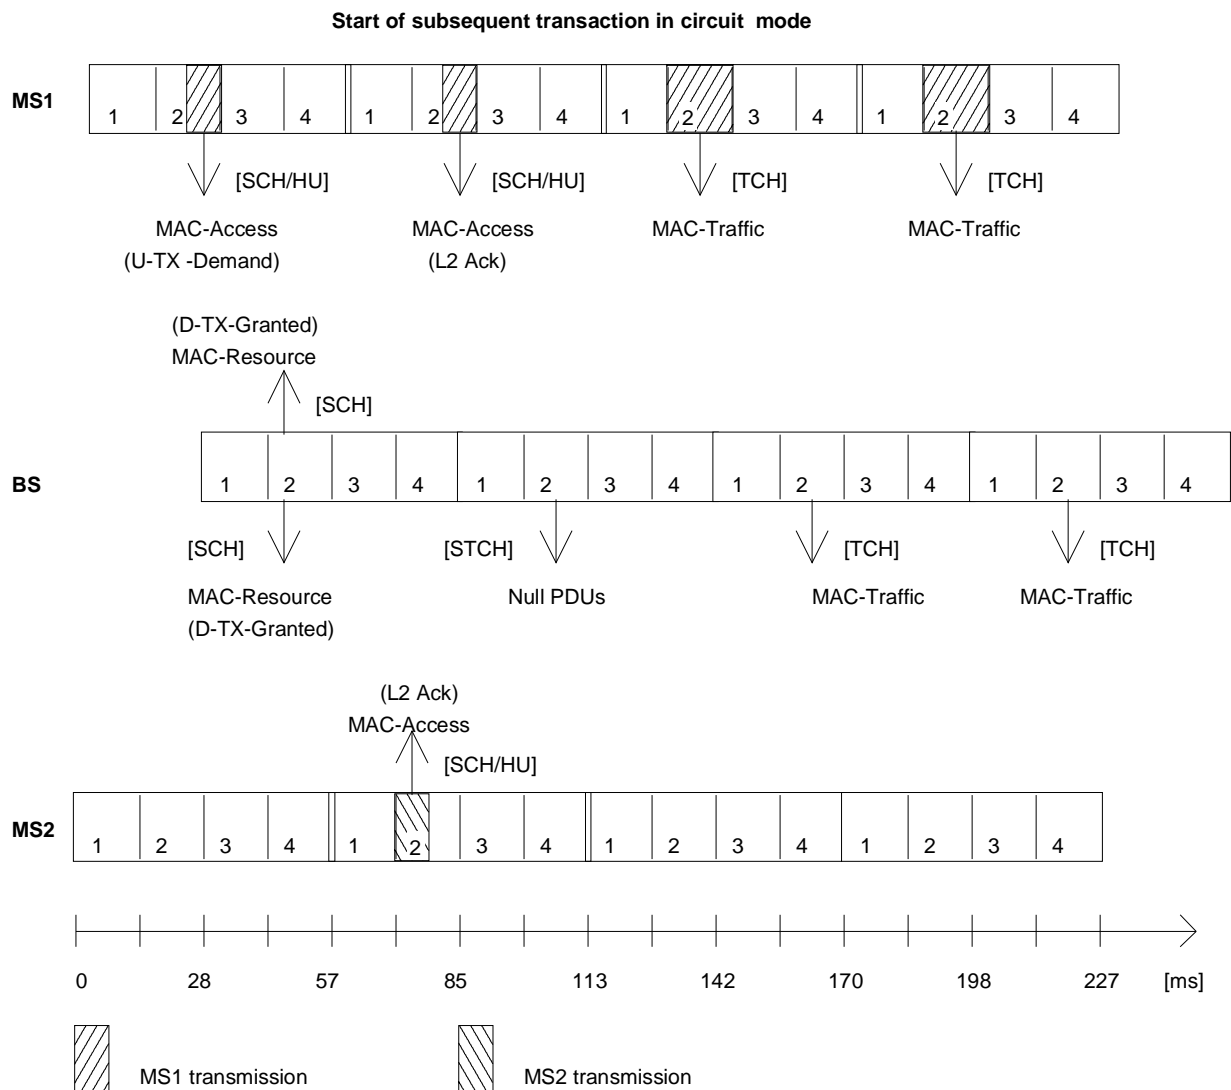 Start of subsequent transaction in circuit mode
MS1
1 2 3 4 1 2 3 4 1 2 3 4 1 2 3 4
[SCH/HU] [SCH/HU] [TCH] [TCH]
MAC-Access MAC-Access MAC-Traffic MAC-Traffic
(U-TX -Demand) (L2 Ack)
(D-TX-Granted)
MAC-Resource
[SCH]
BS
1 2 3 4 1 2 3 4 1 2 3 4 1 2 3 4
[SCH] [STCH] [TCH] [TCH]
MAC-Resource Null PDUs MAC-Traffic MAC-Traffic
(D-TX-Granted)
(L2 Ack)
MAC-Access
[SCH/HU]
MS2
1 2 3 4 1 2 3 4 1 2 3 4 1 2 3 4
0 28 57 85 113 142 170 198 227 [ms]
MS1 transmission MS2 transmission